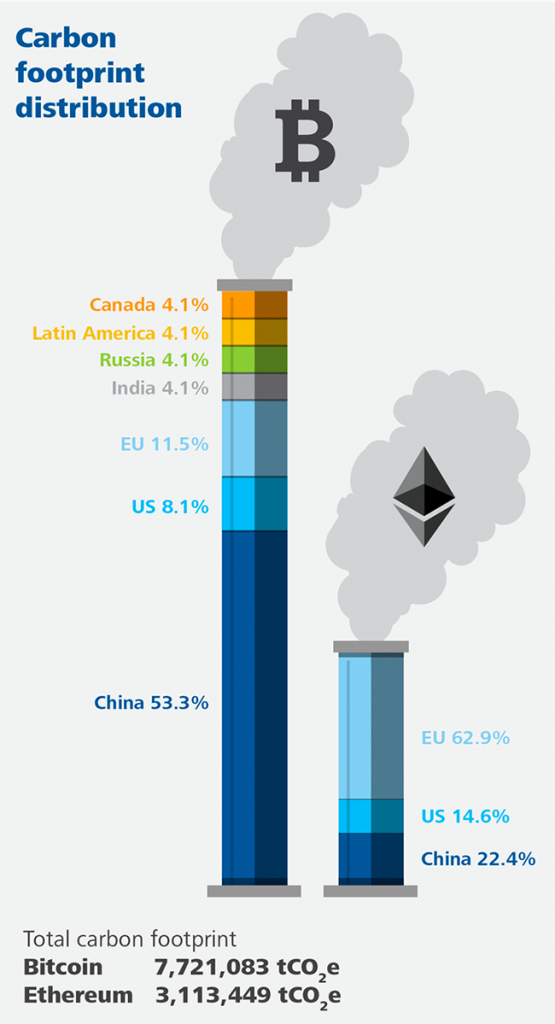 Carbon
footprint
distribution
Canada 4.1%
Latin America 4.1%
Russia 4.1%
India 4.1%
EU 11.5%
US 8.1%
China 53.3%
EU 62.9%
US 14.6%
China 22.4%
Total carbon footprint
Bitcoin 7,721,083 tCO₂e
Ethereum 3,113,449 tCO₂e